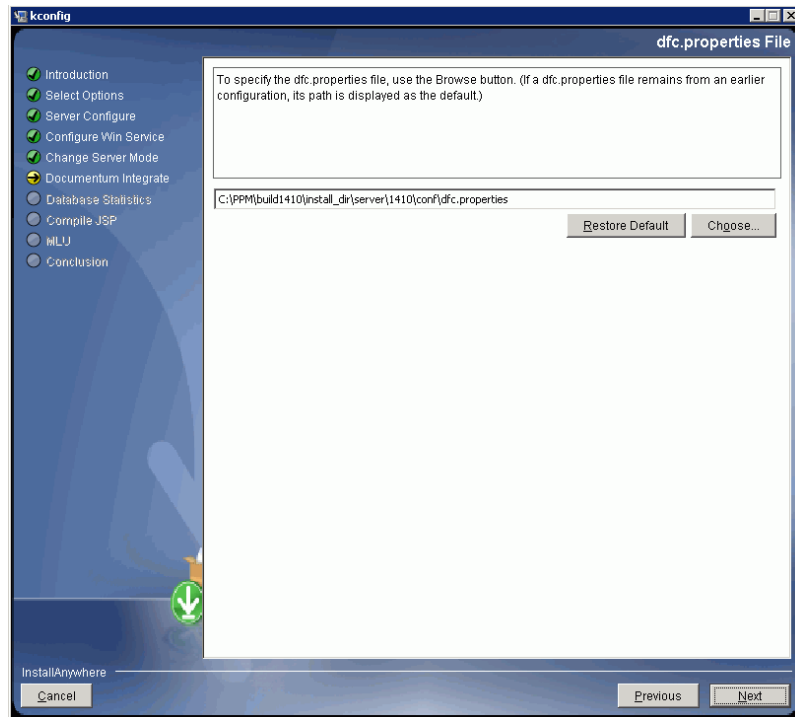 kconfig
dfc.properties File
Introduction
Select Options
Server Configure
Configure Win Service
Change Server Mode
Documentum Integrate
Database Statistics
Compile JSP
MLU
Conclusion
To specify the dfc.properties file, use the Browse button. (If a dfc.properties file remains from an earlier
configuration, its path is displayed as the default.)
C:\PPM\build1410\install_dir\server\1410\conf\dfc.properties
Restore Default
Choose...
InstallAnywhere
Cancel
Previous
Next